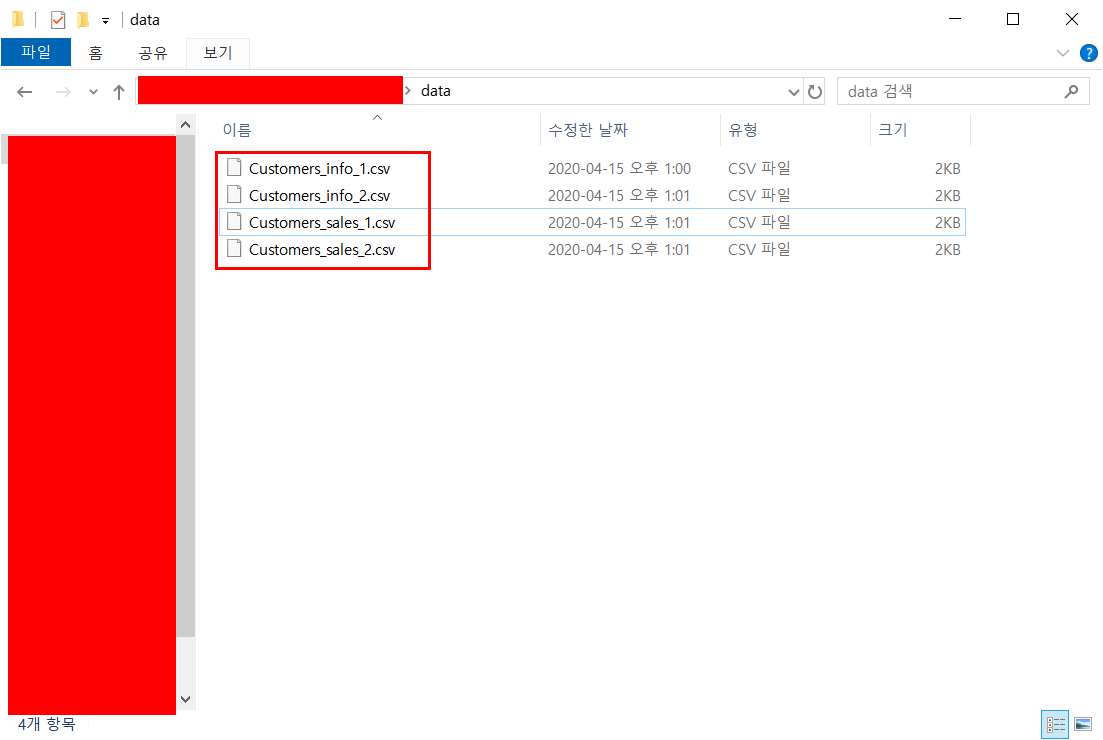 data
파일 홈 공유 보기
data data 검색
이름 수정한 날짜 유형 크기
Customers_info_1.csv 2020-04-15 오후 1:00 CSV 파일 2KB
Customers_info_2.csv 2020-04-15 오후 1:01 CSV 파일 2KB
Customers_sales_1.csv 2020-04-15 오후 1:01 CSV 파일 2KB
Customers_sales_2.csv 2020-04-15 오후 1:01 CSV 파일 2KB
4개 항목